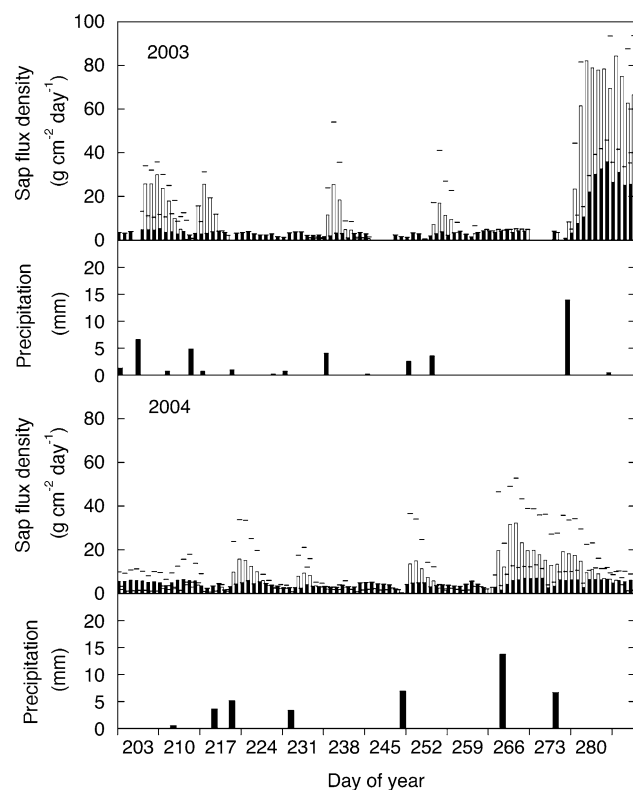 Sap flux density
(g cm⁻² day⁻¹)
100
80
60
40
20
0
2003
Precipitation
(mm)
20
15
10
5
0
Sap flux density
(g cm⁻² day⁻¹)
80
60
40
20
0
2004
Precipitation
(mm)
20
15
10
5
0
203 210 217 224 231 238 245 252 259 266 273 280
Day of year